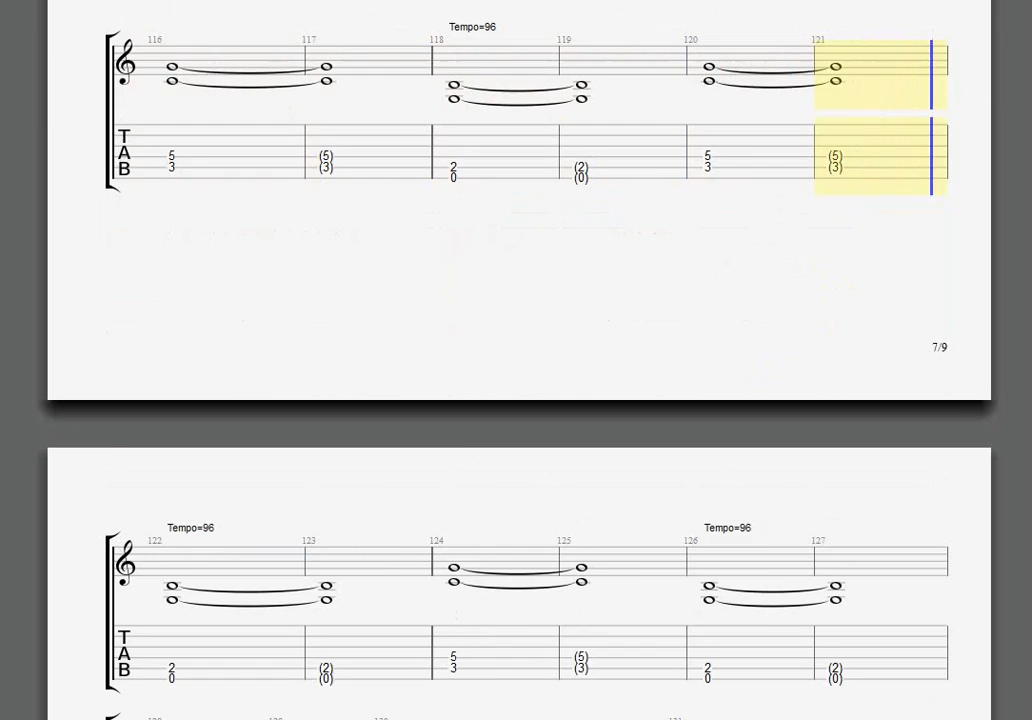 Tempo=96
116 117 118 119 120 121
T
A
B
5 (5) 5 (5)
3 (3) 2 (2) 3 (3)
0 (0)
7/9
Tempo=96 Tempo=96
122 123 124 125 126 127
T
A
B
5 (5)
2 (2) 3 (3) 2 (2)
0 (0) 0 (0)